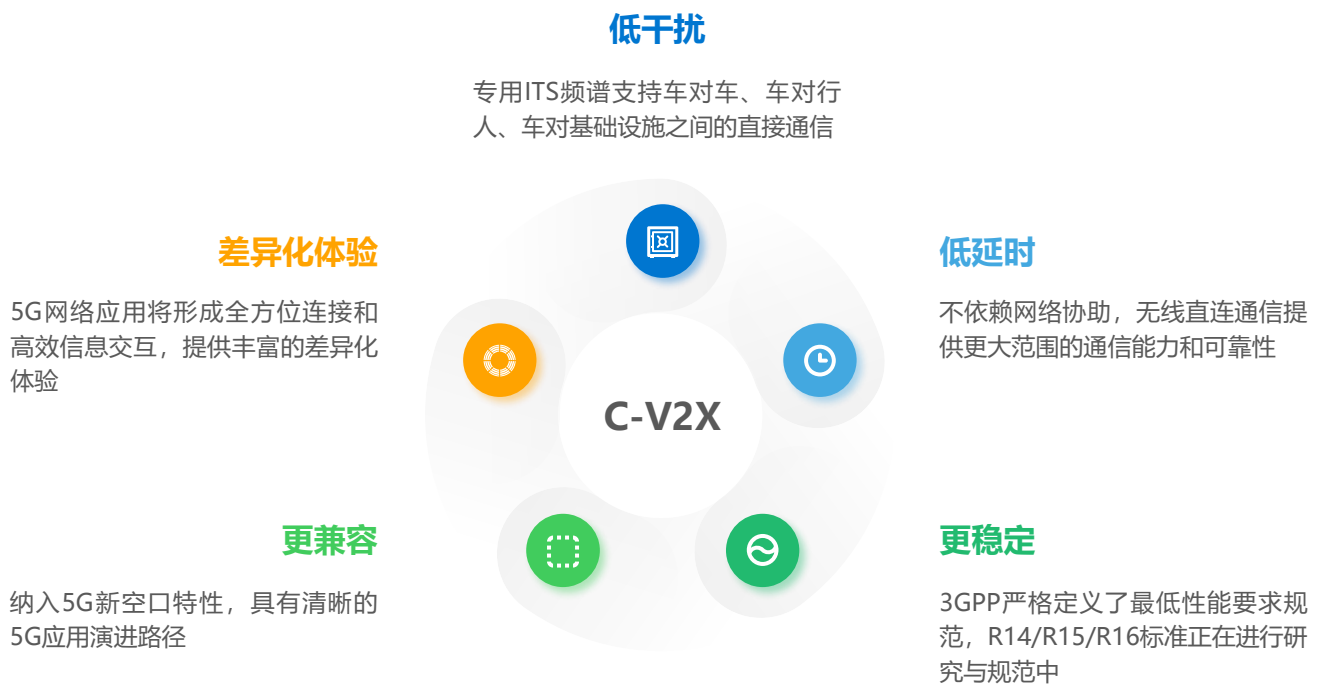 低干扰
专用ITS频谱支持车对车、车对行
人、车对基础设施之间的直接通信
差异化体验
5G网络应用将形成全方位连接和
高效信息交互，提供丰富的差异化
体验
低延时
不依赖网络协助，无线直连通信提
供更大范围的通信能力和可靠性
C-V2X
更兼容
纳入5G新空口特性，具有清晰的
5G应用演进路径
更稳定
3GPP严格定义了最低性能要求规
范，R14/R15/R16标准正在进行研
究与规范中